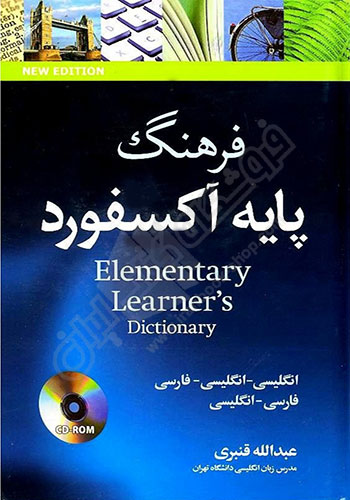 NEW EDITION
فرهنگ
پایه آکسفورد
Elementary
Learner's
Dictionary
انگلیسی - انگلیسی - فارسی
فارسی - انگلیسی
CD-ROM
عبدالله قنبری
مدرس زبان انگلیسی دانشگاه تهران